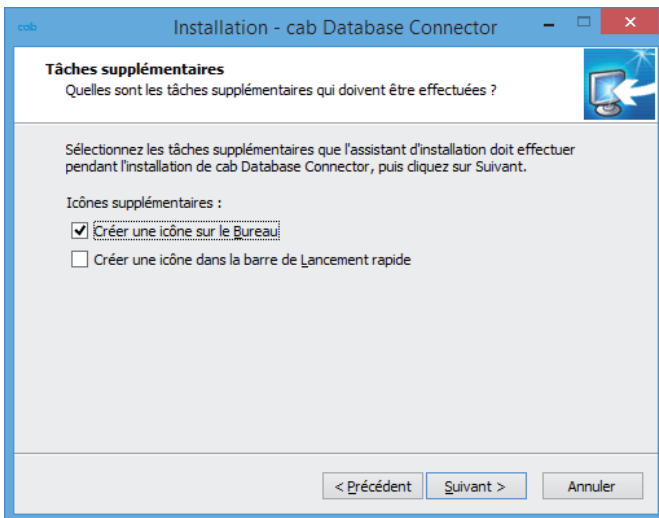 cab
Installation - cab Database Connector
Tâches supplémentaires
Quelles sont les tâches supplémentaires qui doivent être effectuées ?
Sélectionnez les tâches supplémentaires que l'assistant d'installation doit effectuer
pendant l'installation de cab Database Connector, puis cliquez sur Suivant.
Icônes supplémentaires :
Créer une icône sur le Bureau
Créer une icône dans la barre de Lancement rapide
< Précédent
Suivant >
Annuler